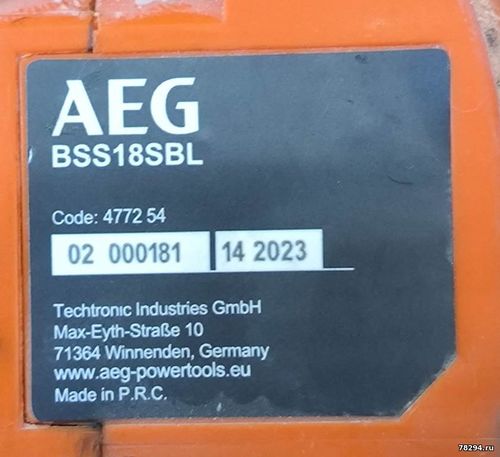 AEG
BSS18SBL
Code: 4772 54
02 000181 14 2023
Techtronic Industries GmbH
Max-Eyth-Straße 10
71364 Winnenden, Germany
www.aeg-powertools.eu
Made in P.R.C.
78294.ru